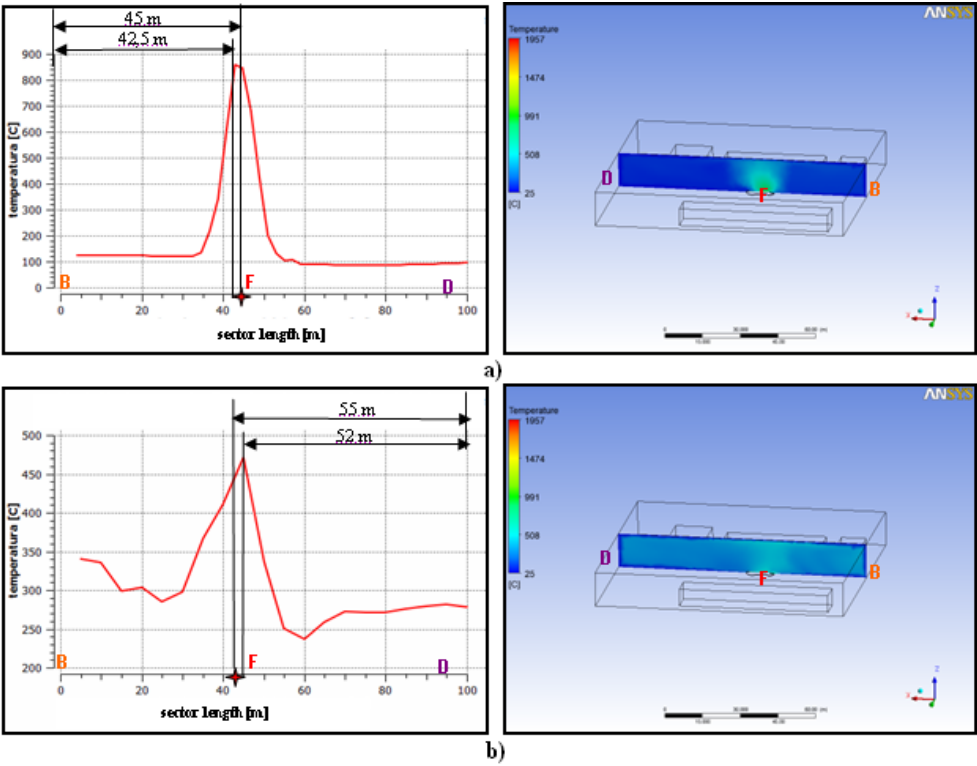 45 m
42,5 m
900
800
700
600
500
400
300
200
100
0
temperatura [C]
B
F
D
0 20 40 60 80 100
sector length [m]
ANSYS
Temperature
1957
1474
991
508
25
[C]
D
F
B
Z
X
a)
55 m
52 m
500
450
400
350
300
250
200
temperatura [C]
B
F
D
0 20 40 60 80 100
sector length [m]
ANSYS
Temperature
1957
1474
991
508
25
[C]
D
F
B
Z
X
b)